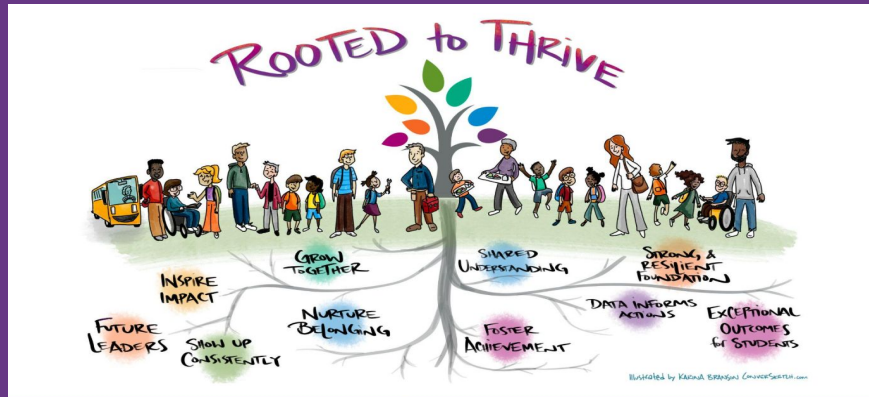 ROOTED to THRIVE
GROW
TOGETHER
SHARED
UNDERSTANDING
STRONG &
RESILIENT
FOUNDATION
INSPIRE
IMPACT
NURTURE
BELONGING
DATA INFORMS
ACTIONS
EXCEPTIONAL
OUTCOMES
for STUDENTS
FUTURE
LEADERS
SHOW UP
CONSISTENTLY
FOSTER
ACHIEVEMENT
Illustrated by KARINA BRANSON CONVERSKETCH.com